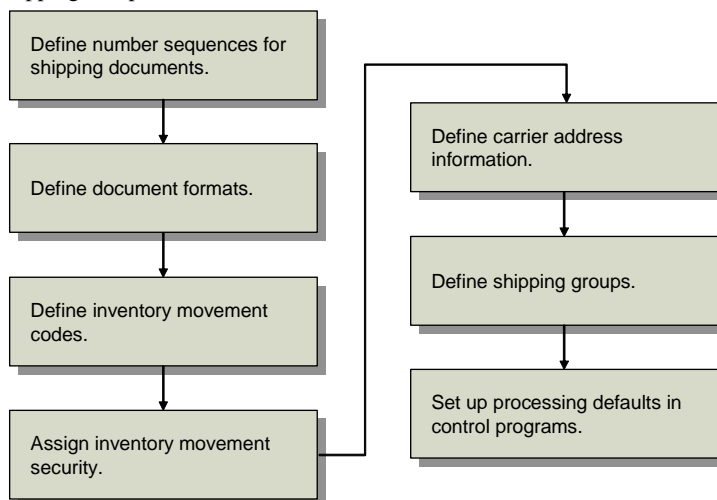 Define number sequences for
shipping documents.
Define document formats.
Define inventory movement
codes.
Assign inventory movement
security.
Define carrier address
information.
Define shipping groups.
Set up processing defaults in
control programs.